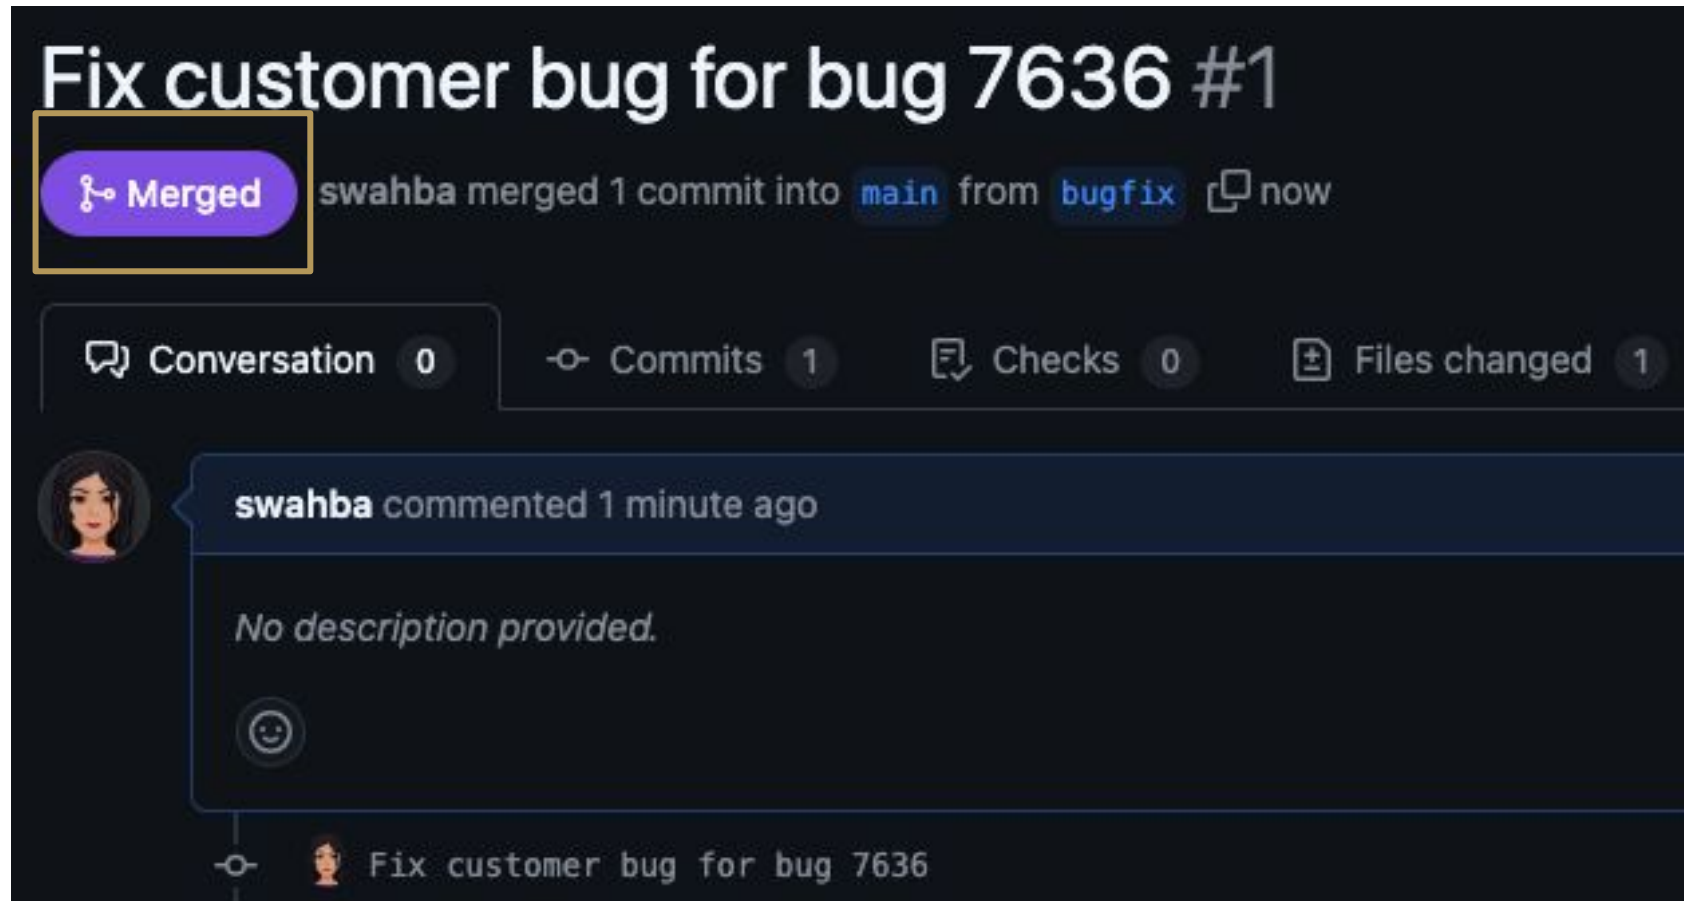 Fix customer bug for bug 7636 #1
Merged swahba merged 1 commit into main from bugfix now
Conversation 0 Commits 1 Checks 0 Files changed 1
swahba commented 1 minute ago
No description provided.
Fix customer bug for bug 7636